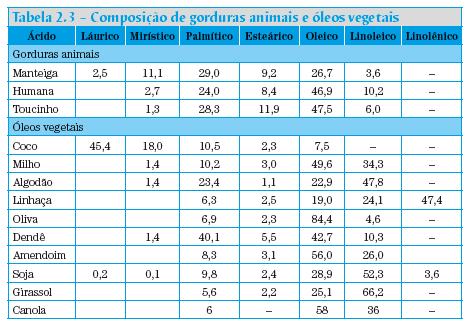 Tabela 2.3 – Composição de gorduras animais e óleos vegetais
Ácido Láurico Mirístico Palmítico Esteárico Oleico Linoleico Linolênico
Gorduras animais
Manteiga 2,5 11,1 29,0 9,2 26,7 3,6 –
Humana 2,7 24,0 8,4 46,9 10,2 –
Toucinho 1,3 28,3 11,9 47,5 6,0 –
Óleos vegetais
Coco 45,4 18,0 10,5 2,3 7,5 – –
Milho 1,4 10,2 3,0 49,6 34,3 –
Algodão 1,4 23,4 1,1 22,9 47,8 –
Linhaça 6,3 2,5 19,0 24,1 47,4
Oliva 6,9 2,3 84,4 4,6 –
Dendê 1,4 40,1 5,5 42,7 10,3 –
Amendoim 8,3 3,1 56,0 26,0 –
Soja 0,2 0,1 9,8 2,4 28,9 52,3 3,6
Girassol 5,6 2,2 25,1 66,2 –
Canola 6 – 58 36 –